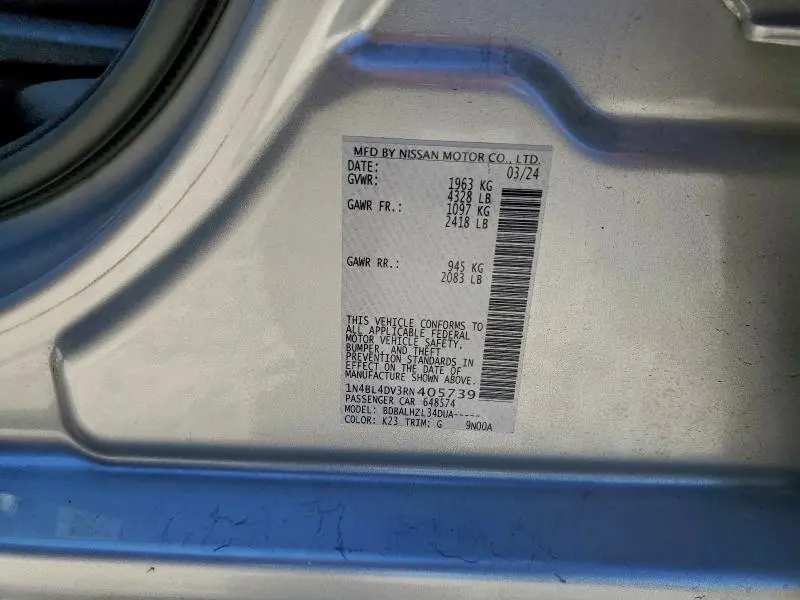 MFD BY NISSAN MOTOR CO., LTD.
DATE: 03/24
GVWR: 1963 KG
4328 LB
GAWR FR.: 1097 KG
2418 LB
GAWR RR.: 945 KG
2083 LB
THIS VEHICLE CONFORMS TO
ALL APPLICABLE FEDERAL
MOTOR VEHICLE SAFETY,
BUMPER, AND THEFT
PREVENTION STANDARDS IN
EFFECT ON THE DATE OF
MANUFACTURE SHOWN ABOVE.
1N4BL4DV3RN405739
PASSENGER CAR 648574
MODEL: BDBALHZL34DUA-----
COLOR: K23 TRIM: G 9N00A